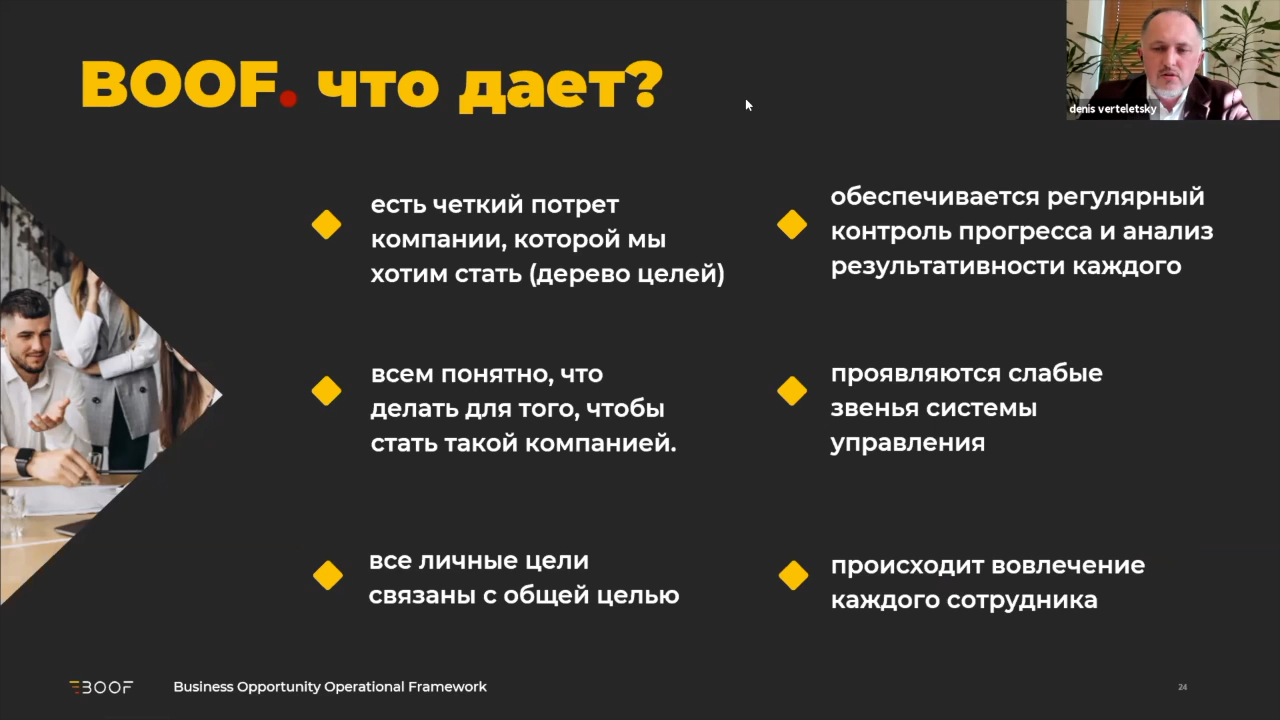 BOOF. что дает?
denis verteletsky
есть четкий потрет
компании, которой мы
хотим стать (дерево целей)
всем понятно, что
делать для того, чтобы
стать такой компанией.
все личные цели
связаны с общей целью
обеспечивается регулярный
контроль прогресса и анализ
результативности каждого
проявляются слабые
звенья системы
управления
происходит вовлечение
каждого сотрудника
BOOF
Business Opportunity Operational Framework
24